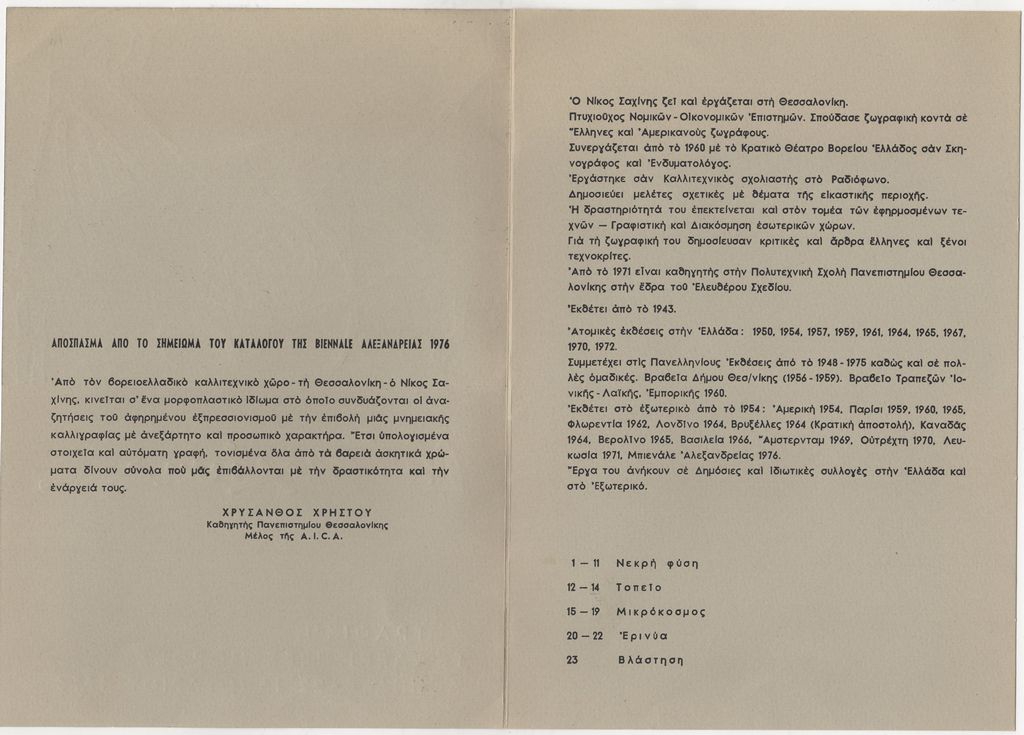 ΑΠΟΣΠΑΣΜΑ ΑΠΟ ΤΟ ΣΗΜΕΙΩΜΑ ΤΟΥ ΚΑΤΑΛΟΓΟΥ ΤΗΣ BIENNALE ΑΛΕΞΑΝΔΡΕΙΑΣ 1976
Ἀπὸ τὸν βορειοελλαδικὸ καλλιτεχνικὸ χῶρο - τὴ Θεσσαλονίκη - ὁ Νῖκος Σα-
χίνης, κινεῖται σ' ἕνα μορφοπλαστικὸ ἰδίωμα στὸ ὁποῖο συνδυάζονται οἱ ἀνα-
ζητήσεις τοῦ ἀφηρημένου ἐξπρεσσιονισμοῦ μὲ τὴν ἐπιβολὴ μιᾶς μνημειακῆς
καλλιγραφίας μὲ ἀνεξάρτητο καὶ προσωπικὸ χαρακτήρα. Ἔτσι ὑπολογισμένα
στοιχεῖα καὶ αὐτόματη γραφή, τονισμένα ὅλα ἀπὸ τὰ βαρειὰ ἀσκητικὰ χρώ-
ματα δίνουν σύνολα ποὺ μᾶς ἐπιβάλλονται μὲ τὴν δραστικότητα καὶ τὴν
ἐνάργειά τους.
ΧΡΥΣΑΝΘΟΣ ΧΡΗΣΤΟΥ
Καθηγητὴς Πανεπιστημίου Θεσσαλονίκης
Μέλος τῆς A.I.C.A.
Ὁ Νῖκος Σαχίνης ζεῖ καὶ ἐργάζεται στὴ Θεσσαλονίκη.
Πτυχιοῦχος Νομικῶν - Οἰκονομικῶν Ἐπιστημῶν. Σπούδασε ζωγραφικὴ κοντὰ σὲ
Ἕλληνες καὶ Ἀμερικανοὺς ζωγράφους.
Συνεργάζεται ἀπὸ τὸ 1960 μὲ τὸ Κρατικὸ Θέατρο Βορείου Ἑλλάδος σὰν Σκη-
νογράφος καὶ Ἐνδυματολόγος.
Ἐργάστηκε σὰν Καλλιτεχνικὸς σχολιαστὴς στὸ Ραδιόφωνο.
Δημοσιεύει μελέτες σχετικὲς μὲ θέματα τῆς εἰκαστικῆς περιοχῆς.
Ἡ δραστηριότητά του ἐπεκτείνεται καὶ στὸν τομέα τῶν ἐφηρμοσμένων τε-
χνῶν — Γραφιστικὴ καὶ Διακόσμηση ἐσωτερικῶν χώρων.
Γιὰ τὴ ζωγραφική του δημοσίευσαν κριτικὲς καὶ ἄρθρα ἕλληνες καὶ ξένοι
τεχνοκρίτες.
Ἀπὸ τὸ 1971 εἶναι καθηγητὴς στὴν Πολυτεχνικὴ Σχολὴ Πανεπιστημίου Θεσσα-
λονίκης στὴν ἕδρα τοῦ Ἐλευθέρου Σχεδίου.
Ἐκθέτει ἀπὸ τὸ 1943.
Ἀτομικὲς ἐκθέσεις στὴν Ἑλλάδα : 1950, 1954, 1957, 1959, 1961, 1964, 1965, 1967,
1970, 1972.
Συμμετέχει στὶς Πανελληνίους Ἐκθέσεις ἀπὸ τὸ 1948 - 1975 καθὼς καὶ σὲ πολ-
λὲς ὁμαδικές. Βραβεῖα Δήμου Θεσ/νίκης (1956 - 1959). Βραβεῖο Τραπεζῶν Ἰο-
νικῆς - Λαϊκῆς, Ἐμπορικῆς 1960.
Ἐκθέτει στὸ ἐξωτερικὸ ἀπὸ τὸ 1954 : Ἀμερικὴ 1954, Παρίσι 1959, 1960, 1965,
Φλωρεντία 1962, Λονδίνο 1964, Βρυξέλλες 1964 (Κρατικὴ ἀποστολή), Καναδᾶς
1964, Βερολίνο 1965, Βασιλεία 1966, Ἄμστερνταμ 1969, Οὐτρέχτη 1970, Λευ-
κωσία 1971, Μπιενάλε Ἀλεξανδρείας 1976.
Ἔργα του ἀνήκουν σὲ Δημόσιες καὶ Ἰδιωτικὲς συλλογὲς στὴν Ἑλλάδα καὶ
στὸ Ἐξωτερικό.
1 — 11 Νεκρὴ φύση
12 — 14 Τοπεῖο
15 — 19 Μικρόκοσμος
20 — 22 Ἐρινύα
23 Βλάστηση